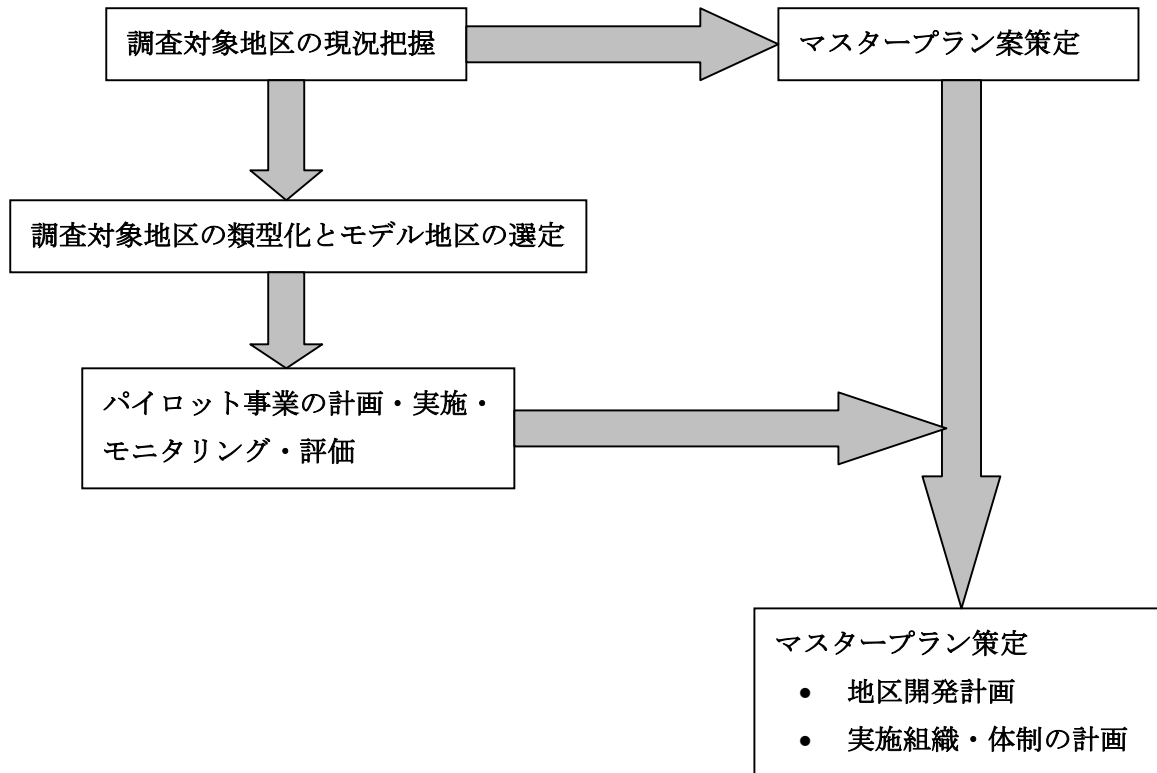 調査対象地区の現況把握
マスタープラン案策定
調査対象地区の類型化とモデル地区の選定
パイロット事業の計画・実施・
モニタリング・評価
マスタープラン策定
• 地区開発計画
• 実施組織・体制の計画